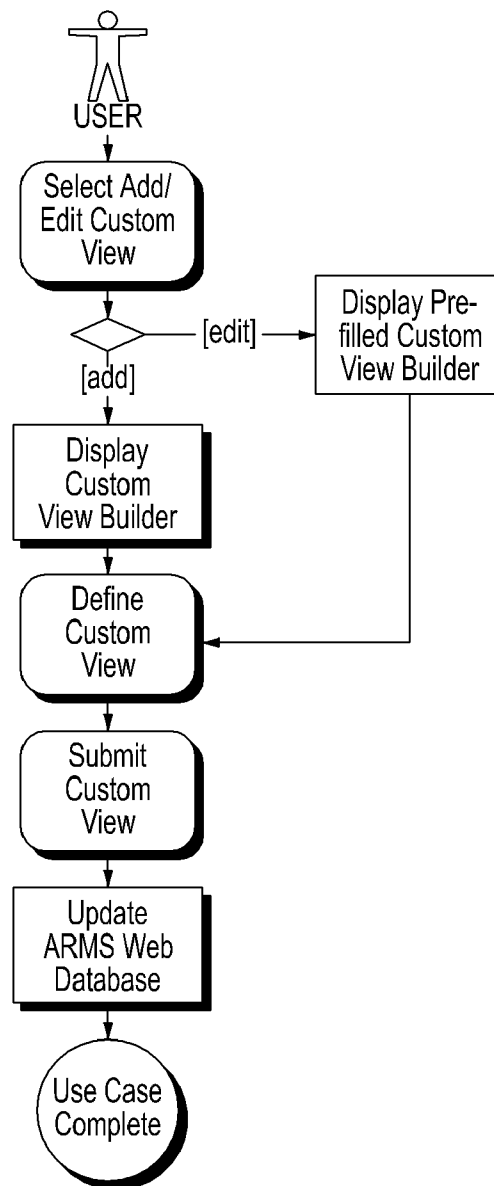 USER
Select Add/
Edit Custom
View
[edit]
Display Pre-
filled Custom
View Builder
[add]
Display
Custom
View Builder
Define
Custom
View
Submit
Custom
View
Update
ARMS Web
Database
Use Case
Complete